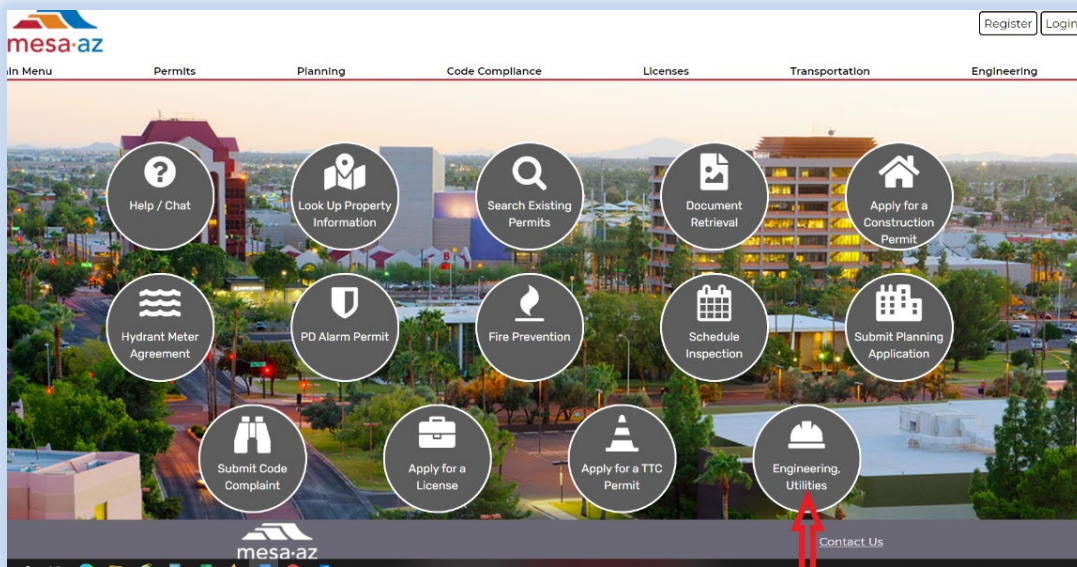 mesa·az
Register Login
in Menu Permits Planning Code Compliance Licenses Transportation Engineering
Help / Chat
Look Up Property
Information
Search Existing
Permits
Document
Retrieval
Apply for a
Construction
Permit
Hydrant Meter
Agreement
PD Alarm Permit
Fire Prevention
Schedule
Inspection
Submit Planning
Application
Submit Code
Complaint
Apply for a
License
Apply for a TTC
Permit
Engineering,
Utilities
mesa·az
Contact Us